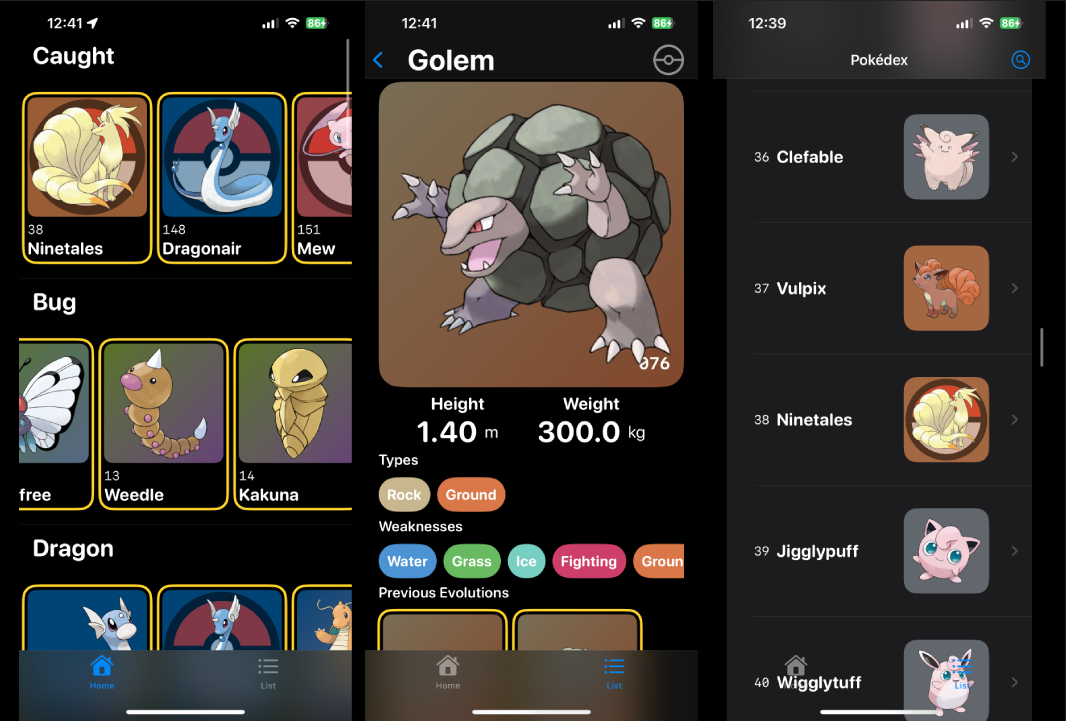 12:41
86
Caught
38
Ninetales
148
Dragonair
151
Mew
Bug
free
13
Weedle
14
Kakuna
Dragon
Home
List
12:41
86
Golem
076
Height
Weight
1.40 m
300.0 kg
Types
Rock
Ground
Weaknesses
Water
Grass
Ice
Fighting
Groun
Previous Evolutions
Home
List
12:39
86
Pokédex
36 Clefable
37 Vulpix
38 Ninetales
39 Jigglypuff
40 Wigglytuff
List